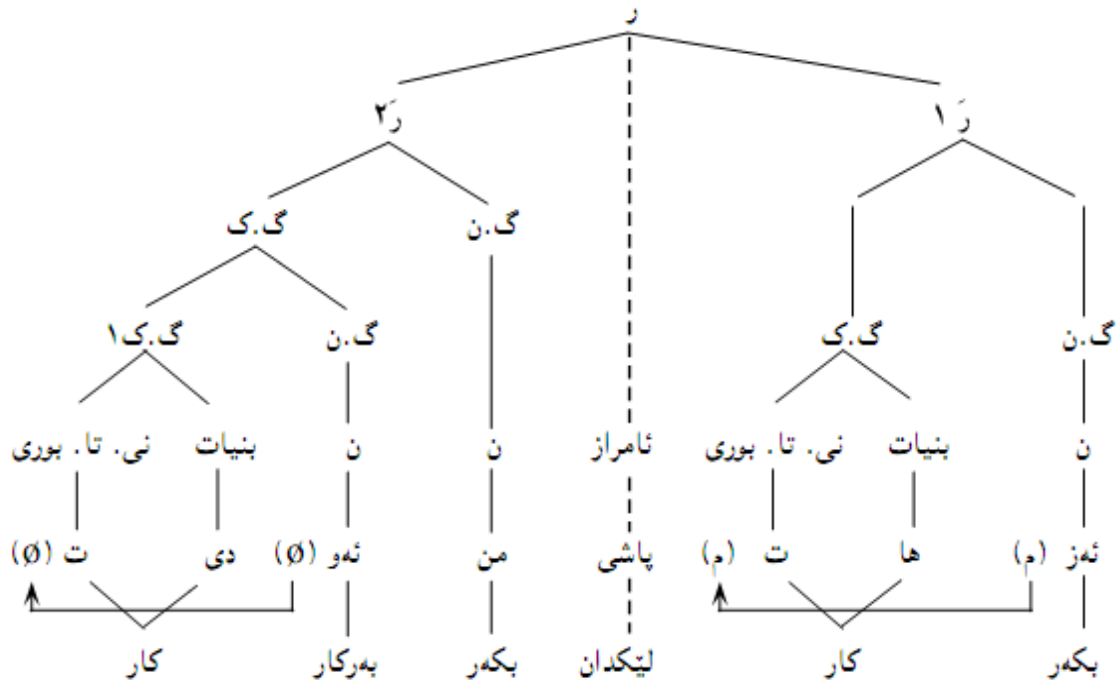 ر
رَ ١ رَ٢
گ.ن گ.ک
گ.ن گ.ک گ.ن گ.ک١
ن بنیات نی. تا. بوری ئامراز ن ن بنیات نی. تا. بوری
ئەز (م) ها ت (م) پاشی من ئەو (Ø) دی ت (Ø)
بکەر کار لێکدان بکەر بەرکار کار